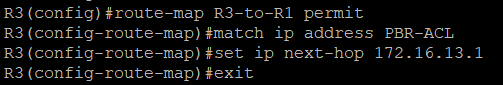 R3(config)#route-map R3-to-R1 permit
R3(config-route-map)#match ip address PBR-ACL
R3(config-route-map)#set ip next-hop 172.16.13.1
R3(config-route-map)#exit